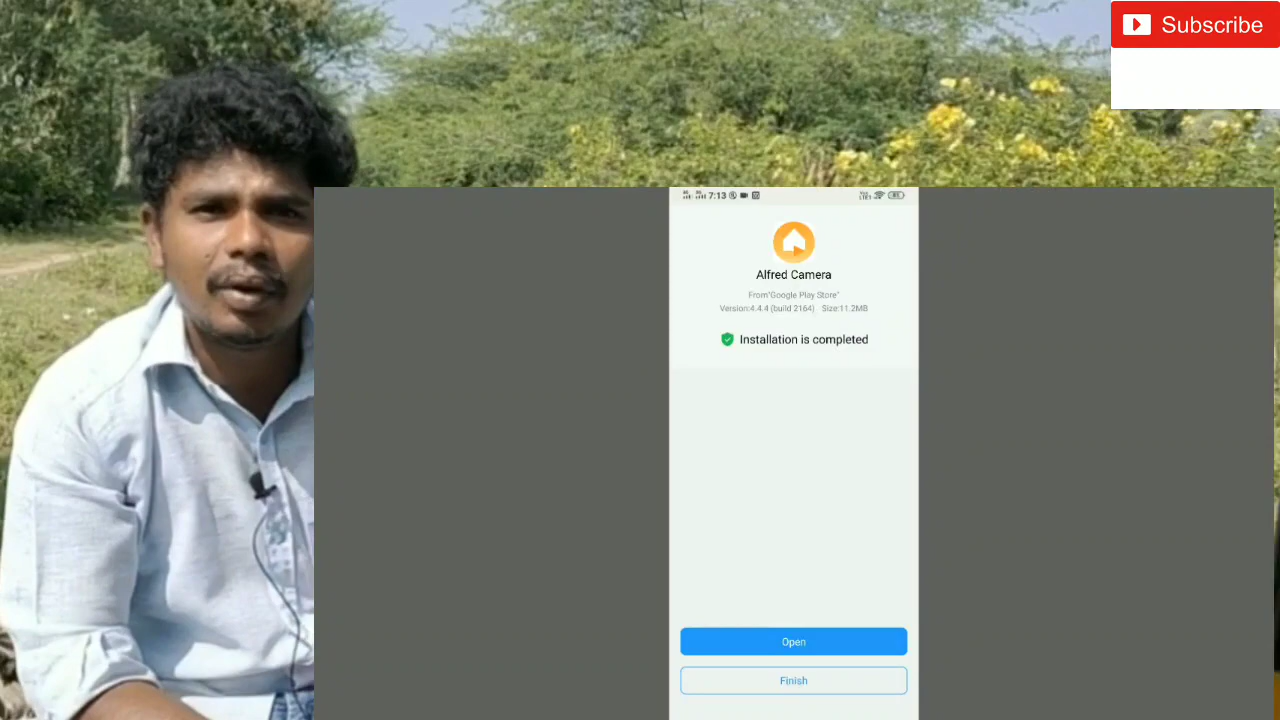 Subscribe
7:13
Alfred Camera
From"Google Play Store"
Version:4.4.4 (build 2164) Size:11.2MB
Installation is completed
Open
Finish